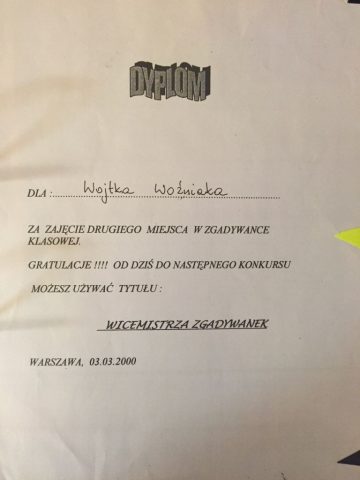 DYPLOM
DLA :..... Wojtka Woźniaka .....
ZA ZAJĘCIE DRUGIEGO MIEJSCA W ZGADYWANCE
KLASOWEJ.
GRATULACJE !!!! OD DZIŚ DO NASTĘPNEGO KONKURSU
MOŻESZ UŻYWAĆ TYTUŁU :
WICEMISTRZA ZGADYWANEK
WARSZAWA, 03.03.2000